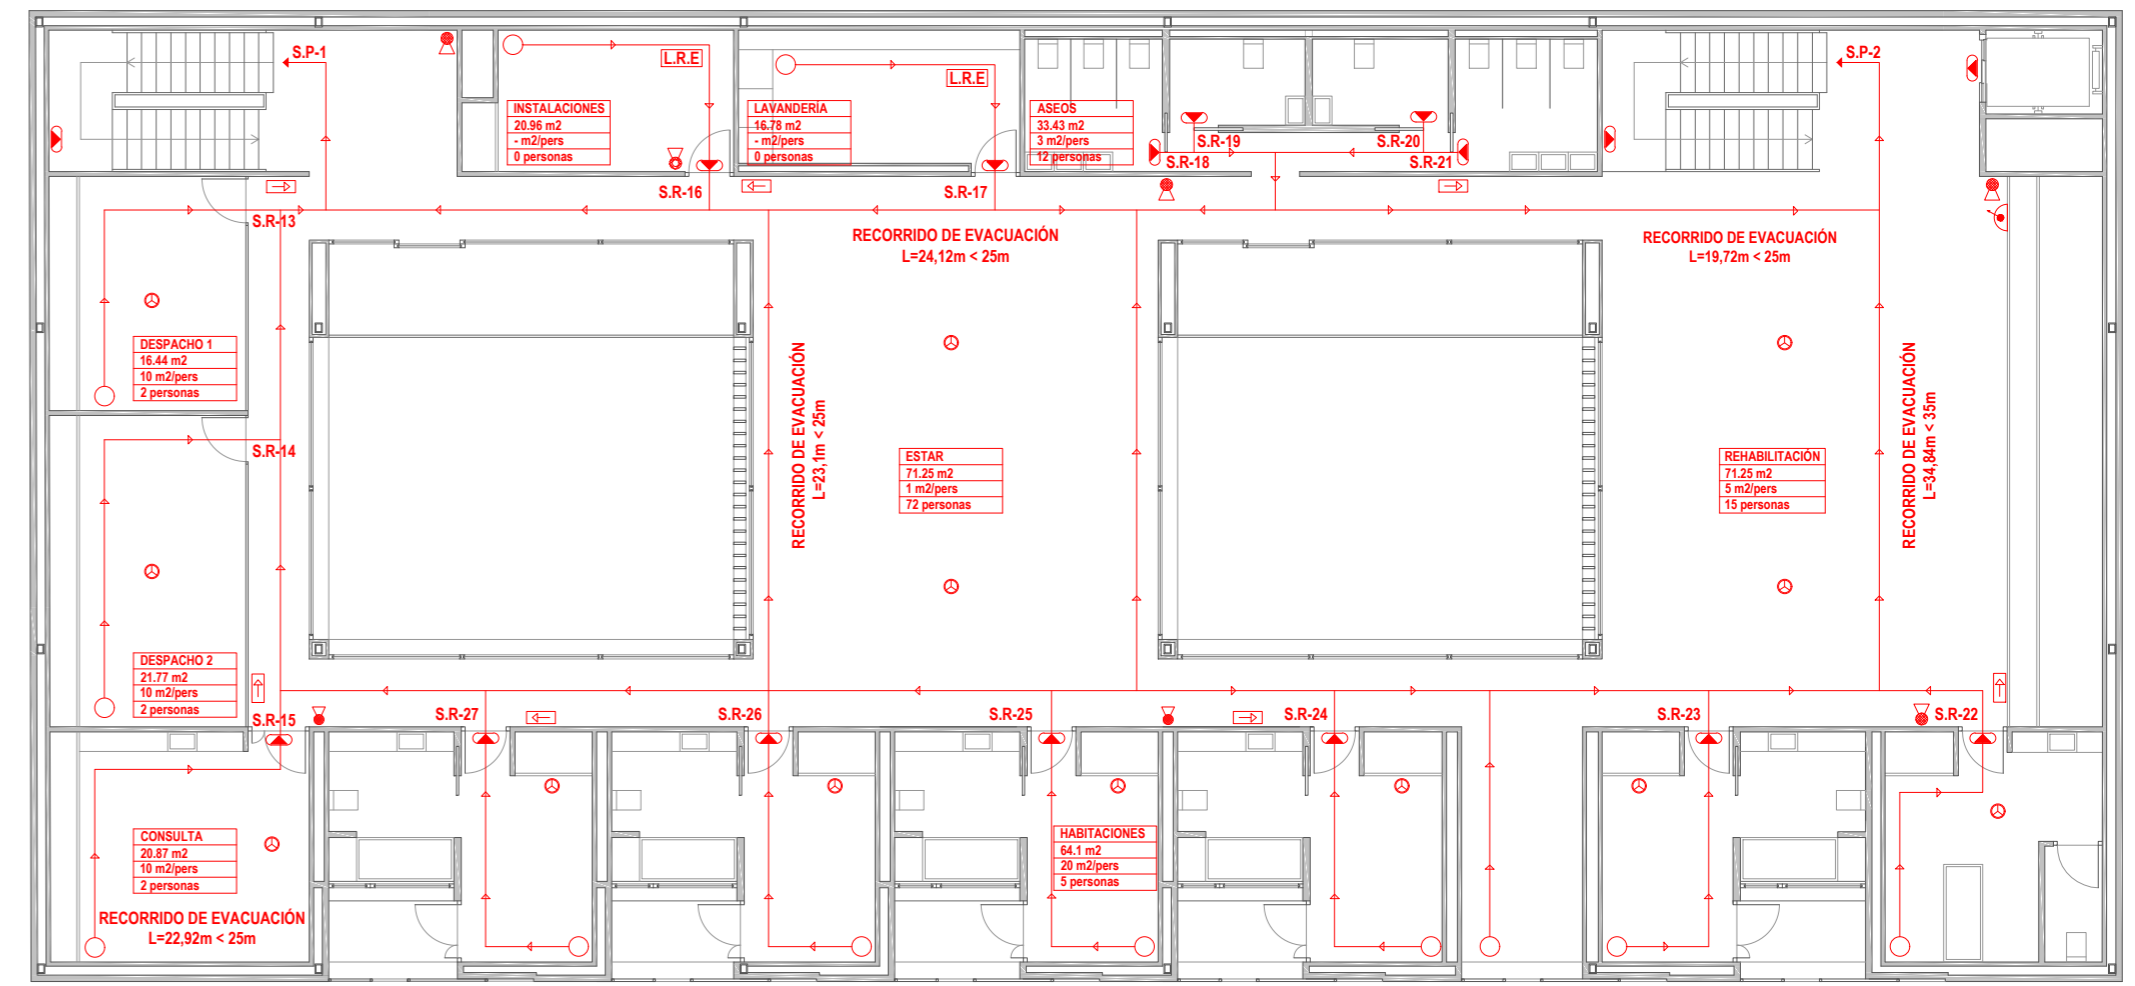 S.P-1
L.R.E
INSTALACIONES
20.96 m2
- m2/pers
0 personas
S.R-16
L.R.E
LAVANDERÍA
16.78 m2
- m2/pers
0 personas
S.R-17
ASEOS
33.43 m2
3 m2/pers
12 personas
S.R-18
S.R-19
S.R-20
S.R-21
S.P-2
S.R-13
RECORRIDO DE EVACUACIÓN
L=24,12m < 25m
RECORRIDO DE EVACUACIÓN
L=19,72m < 25m
DESPACHO 1
16.44 m2
10 m2/pers
2 personas
S.R-14
RECORRIDO DE EVACUACIÓN
L=23,1m < 25m
ESTAR
71.25 m2
1 m2/pers
72 personas
REHABILITACIÓN
71.25 m2
5 m2/pers
15 personas
RECORRIDO DE EVACUACIÓN
L=34,84m < 35m
DESPACHO 2
21.77 m2
10 m2/pers
2 personas
S.R-15
S.R-27
S.R-26
S.R-25
S.R-24
S.R-23
S.R-22
CONSULTA
20.87 m2
10 m2/pers
2 personas
RECORRIDO DE EVACUACIÓN
L=22,92m < 25m
HABITACIONES
64.1 m2
20 m2/pers
5 personas